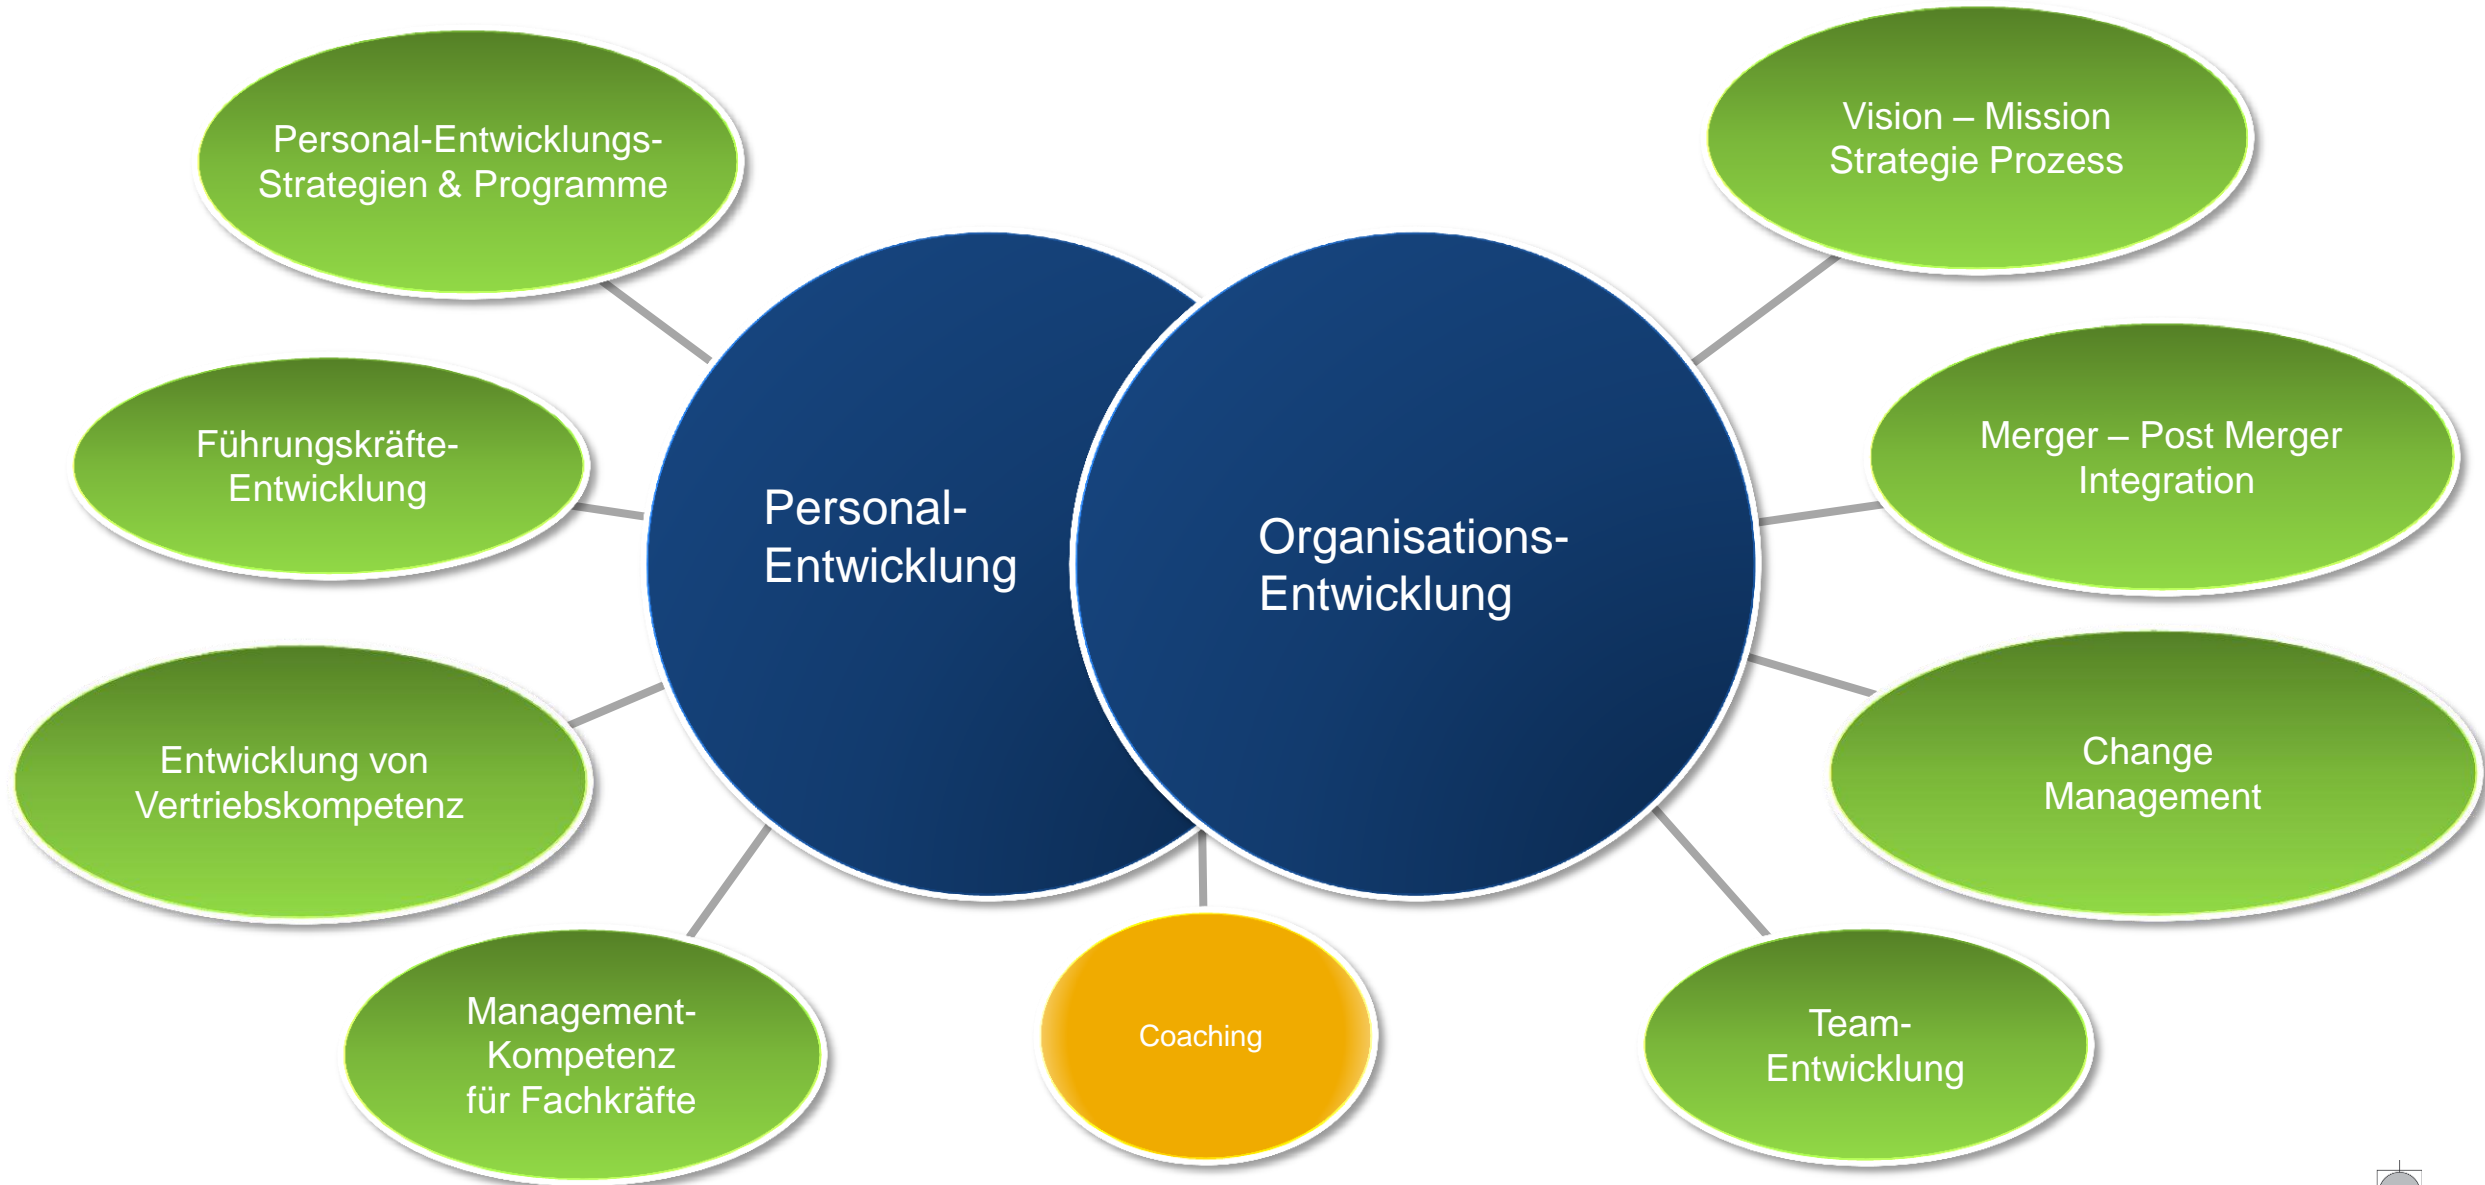 Personal-Entwicklungs-
Strategien & Programme
Führungskräfte-
Entwicklung
Entwicklung von
Vertriebskompetenz
Management-
Kompetenz
für Fachkräfte
Personal-
Entwicklung
Organisations-
Entwicklung
Coaching
Vision – Mission
Strategie Prozess
Merger – Post Merger
Integration
Change
Management
Team-
Entwicklung